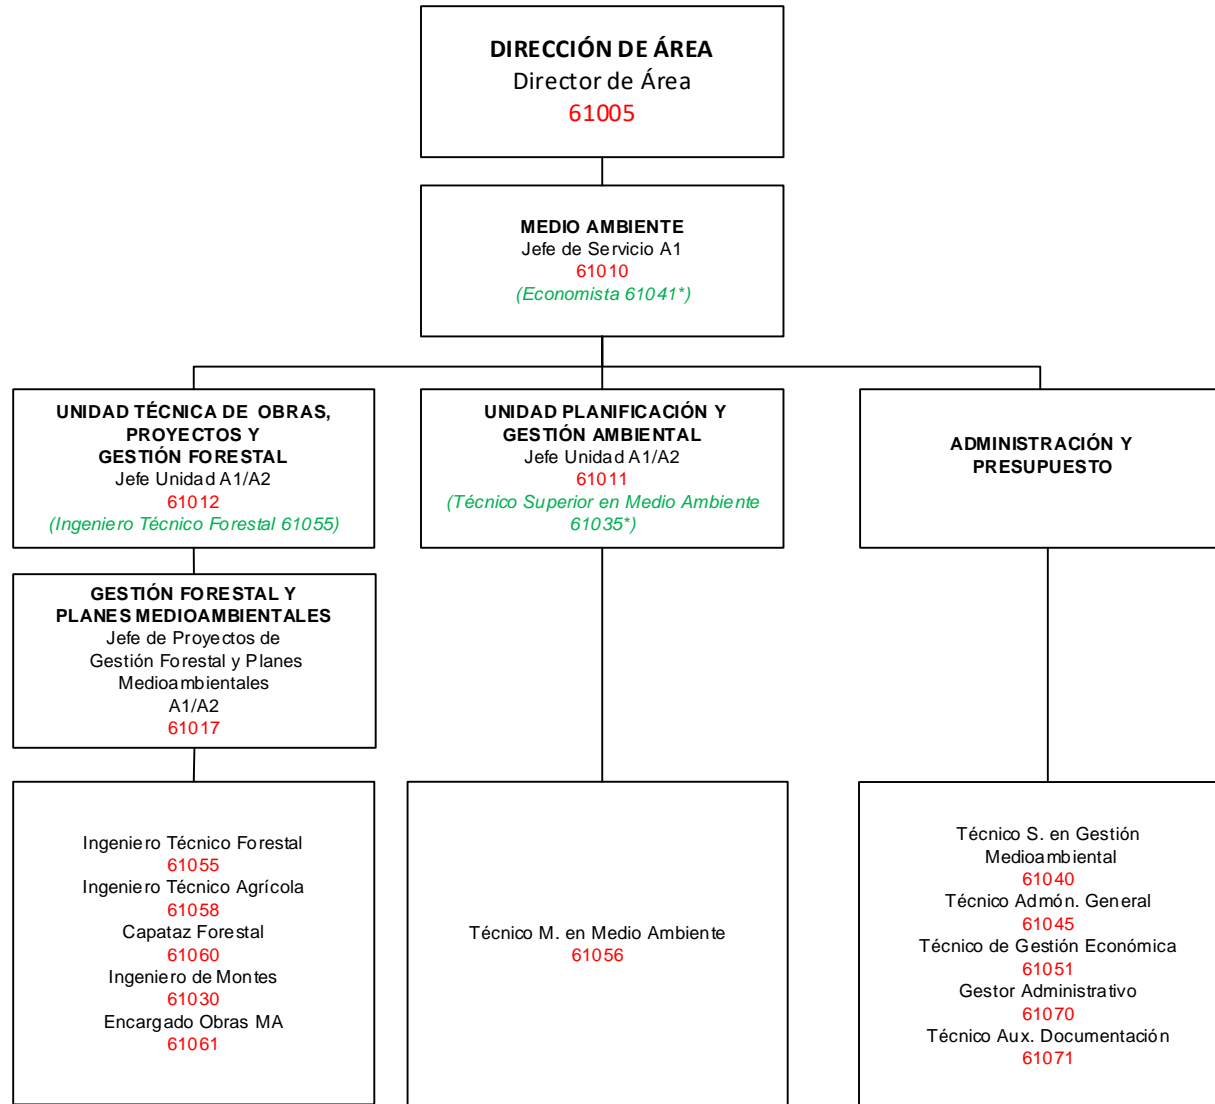 DIRECCIÓN DE ÁREA
Director de Área
61005
MEDIO AMBIENTE
Jefe de Servicio A1
61010
(Economista 61041*)
UNIDAD TÉCNICA DE OBRAS,
PROYECTOS Y
GESTIÓN FORESTAL
Jefe Unidad A1/A2
61012
(Ingeniero Técnico Forestal 61055)
UNIDAD PLANIFICACIÓN Y
GESTIÓN AMBIENTAL
Jefe Unidad A1/A2
61011
(Técnico Superior en Medio Ambiente
61035*)
ADMINISTRACIÓN Y
PRESUPUESTO
GESTIÓN FORESTAL Y
PLANES MEDIOAMBIENTALES
Jefe de Proyectos de
Gestión Forestal y Planes
Medioambientales
A1/A2
61017
Ingeniero Técnico Forestal
61055
Ingeniero Técnico Agrícola
61058
Capataz Forestal
61060
Ingeniero de Montes
61030
Encargado Obras MA
61061
Técnico M. en Medio Ambiente
61056
Técnico S. en Gestión
Medioambiental
61040
Técnico Admón. General
61045
Técnico de Gestión Económica
61051
Gestor Administrativo
61070
Técnico Aux. Documentación
61071